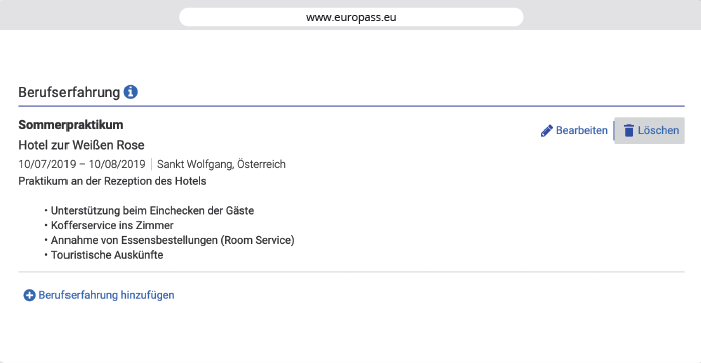 www.europass.eu
Berufserfahrung
Sommerpraktikum
Bearbeiten Löschen
Hotel zur Weißen Rose
10/07/2019 – 10/08/2019 | Sankt Wolfgang, Österreich
Praktikum an der Rezeption des Hotels
• Unterstützung beim Einchecken der Gäste
• Kofferservice ins Zimmer
• Annahme von Essensbestellungen (Room Service)
• Touristische Auskünfte
Berufserfahrung hinzufügen